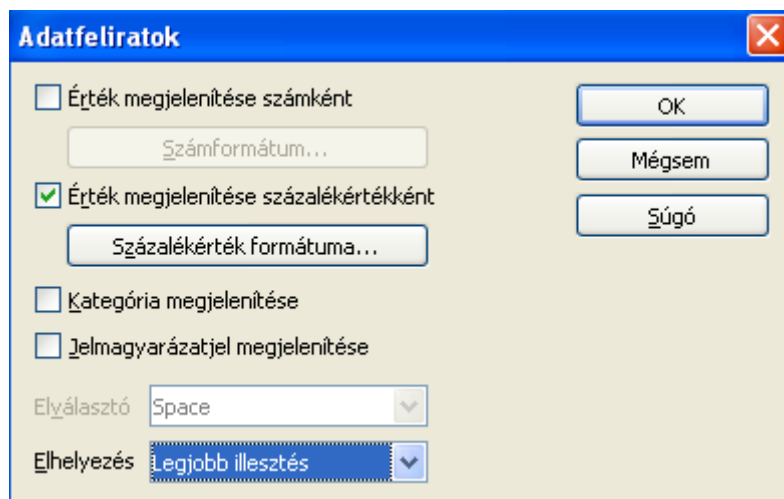 Adatfeliratok
Érték megjelenítése számként
OK
Számformátum...
Mégsem
Érték megjelenítése százalékértékként
Súgó
Százalékérték formátuma...
Kategória megjelenítése
Jelmagyarázatjel megjelenítése
Elválasztó Space
Elhelyezés Legjobb illesztés